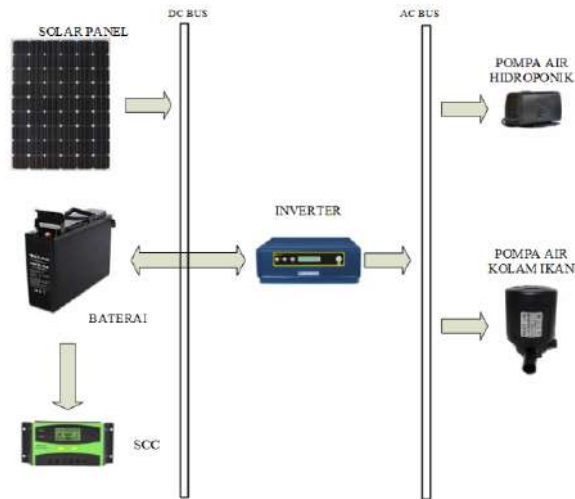 DC BUS
AC BUS
SOLAR PANEL
POMPA AIR
HIDROPONIK
INVERTER
POMPA AIR
KOLAM IKAN
BATERAI
SCC